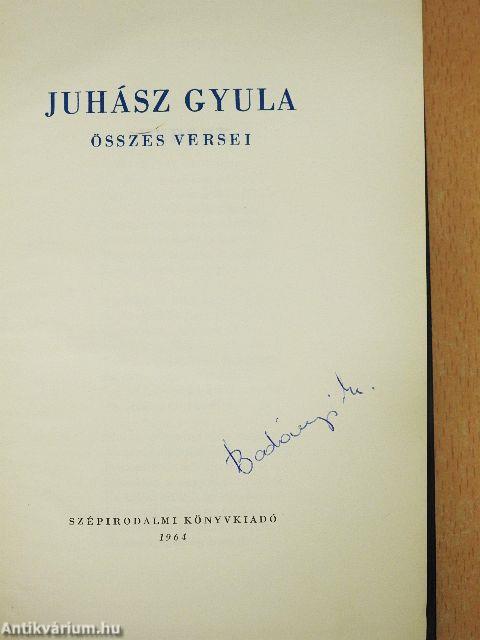 JUHÁSZ GYULA
ÖSSZES VERSEI
SZÉPIRODALMI KÖNYVKIADÓ
1964
Antikvárium.hu